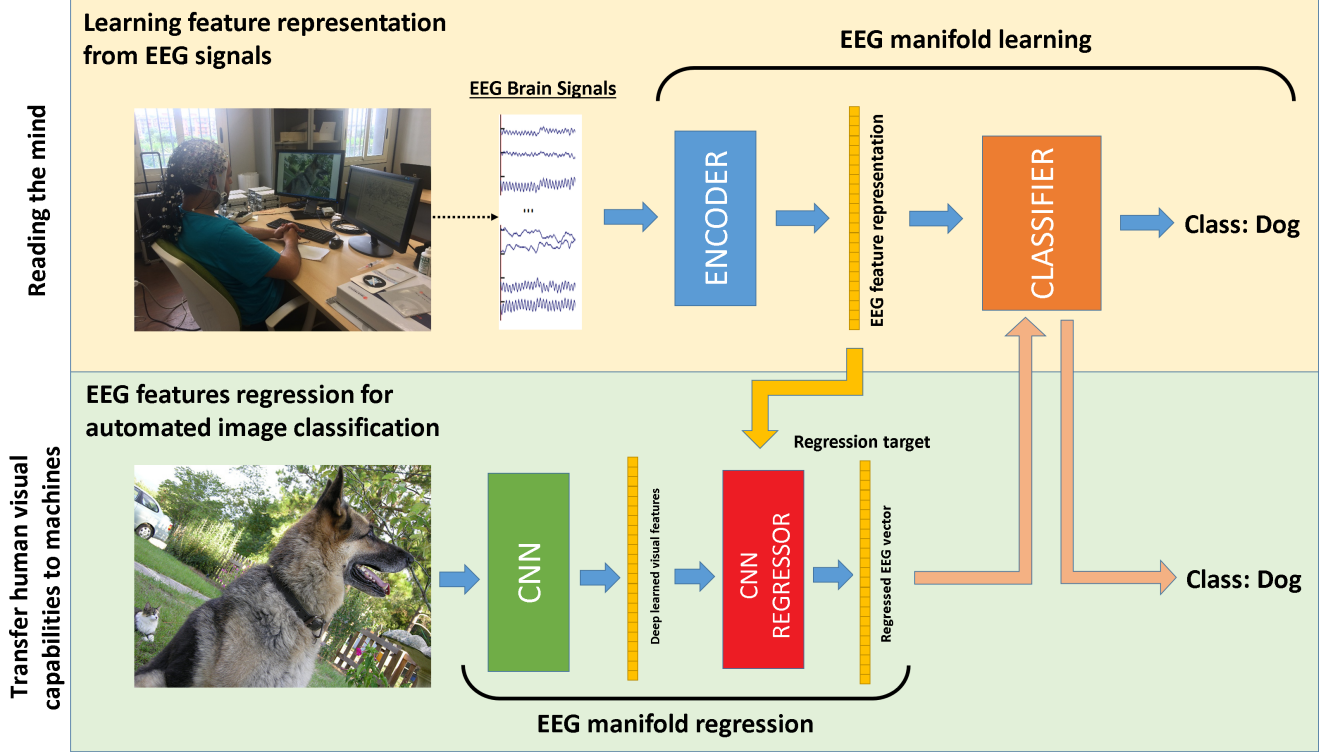 Learning feature representation
from EEG signals
EEG manifold learning
EEG Brain Signals
Reading the mind
...
ENCODER
EEG feature representation
CLASSIFIER
Class: Dog
EEG features regression for
automated image classification
Transfer human visual
capabilities to machines
Regression target
CNN
Deep learned visual features
CNN
REGRESSOR
Regressed EEG vector
Class: Dog
EEG manifold regression